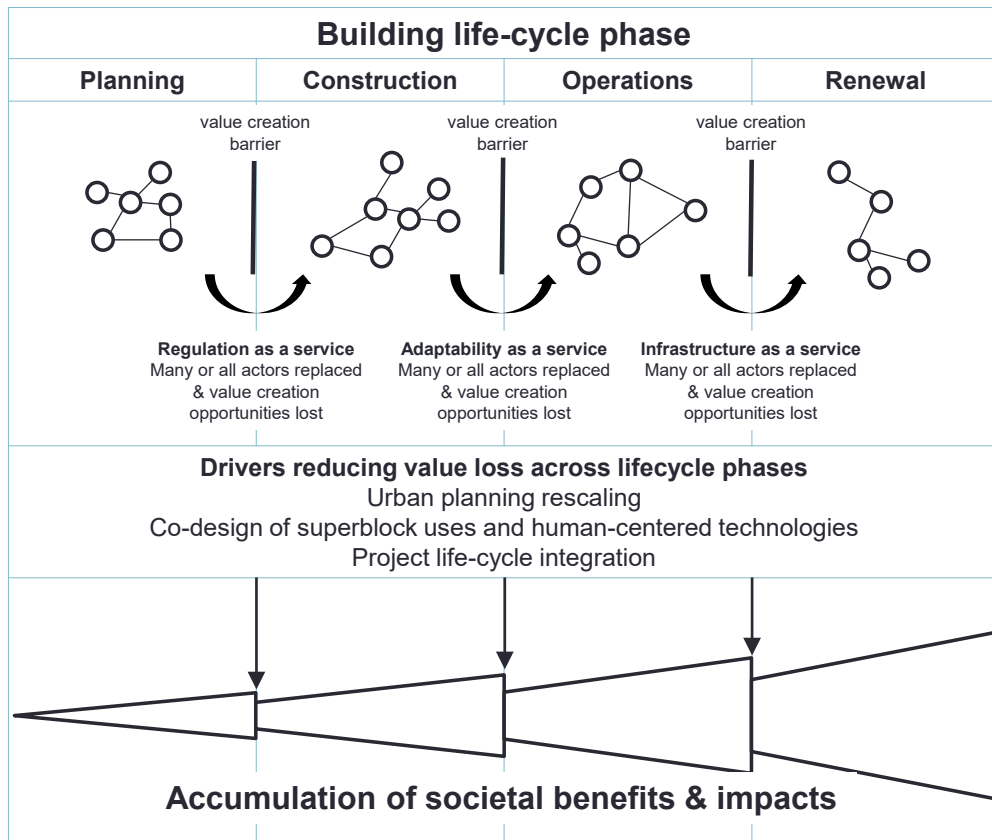 Building life-cycle phase
Planning
Construction
Operations
Renewal
value creation
barrier
value creation
barrier
value creation
barrier
Regulation as a service
Many or all actors replaced
& value creation
opportunities lost
Adaptability as a service
Many or all actors replaced
& value creation
opportunities lost
Infrastructure as a service
Many or all actors replaced
& value creation
opportunities lost
Drivers reducing value loss across lifecycle phases
Urban planning rescaling
Co-design of superblock uses and human-centered technologies
Project life-cycle integration
Accumulation of societal benefits & impacts